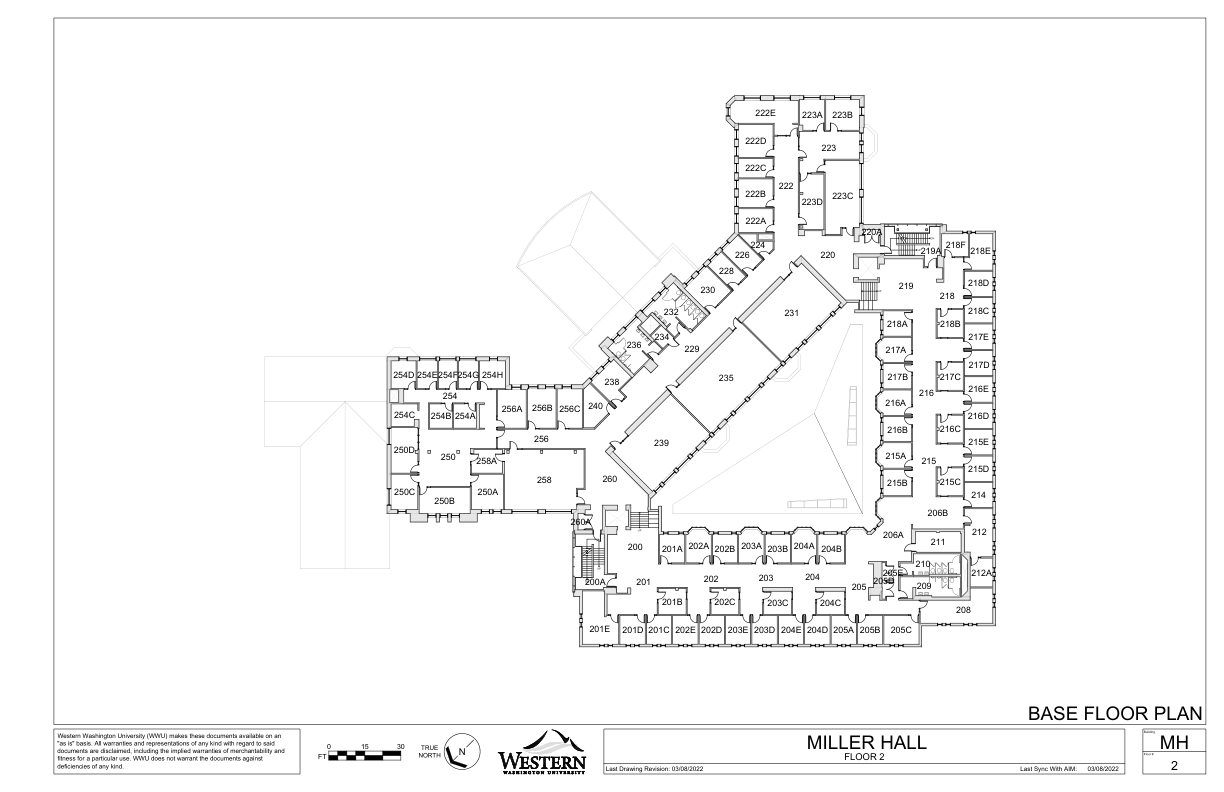 222E
223A
223B
222D
223
222C
222
222B
223C
223D
222A
220A
224
219A
218F
218E
226
220
228
230
219
218D
218
232
231
218C
218A
218B
234
236
217E
229
217A
217D
254D
254E
254F
254G
254H
235
217B
217C
238
216E
254
216
254C
254B
254A
256A
256B
256C
240
216A
216D
216B
216C
256
239
215E
250D
250
258A
215A
215
215D
258
260
215B
215C
250C
250B
250A
214
206B
260A
206A
212
200
201A
202A
202B
203A
203B
204A
204B
211
210
205E
212A
200A
201
202
203
204
205
205D
209
201B
202C
203C
204C
208
201E
201D
201C
202E
202D
203E
203D
204E
204D
205A
205B
205C
BASE FLOOR PLAN
Western Washington University (WWU) makes these documents available on an
"as is" basis. All warranties and representations of any kind with regard to said
documents are disclaimed, including the implied warranties of merchantability and
fitness for a particular use. WWU does not warrant the documents against
deficiencies of any kind.
0 15 30
FT
TRUE
NORTH
N
WESTERN
WASHINGTON UNIVERSITY
MILLER HALL
FLOOR 2
Last Drawing Revision: 03/08/2022
Last Sync With AIM: 03/08/2022
Building
MH
Floor #
2